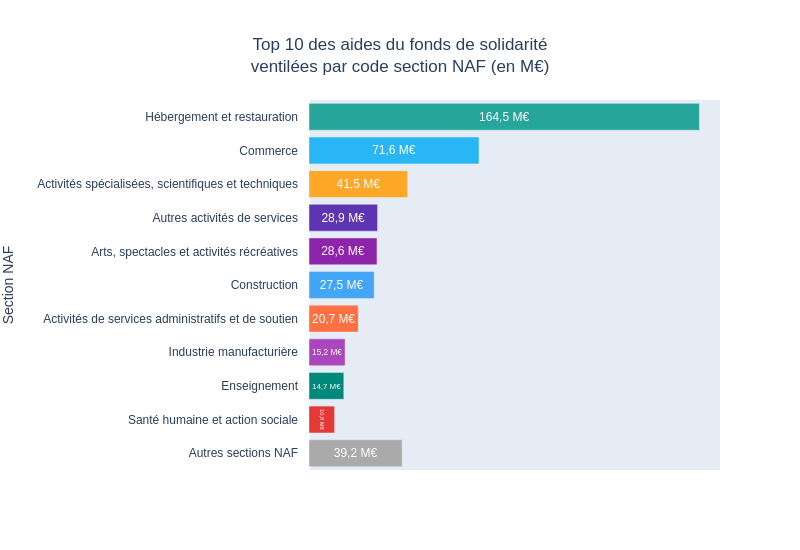 Top 10 des aides du fonds de solidarité
ventilées par code section NAF (en M€)
Section NAF
Hébergement et restauration 164,5 M€
Commerce 71,6 M€
Activités spécialisées, scientifiques et techniques 41,5 M€
Autres activités de services 28,9 M€
Arts, spectacles et activités récréatives 28,6 M€
Construction 27,5 M€
Activités de services administratifs et de soutien 20,7 M€
Industrie manufacturière 15,2 M€
Enseignement 14,7 M€
Santé humaine et action sociale
Autres sections NAF 39,2 M€